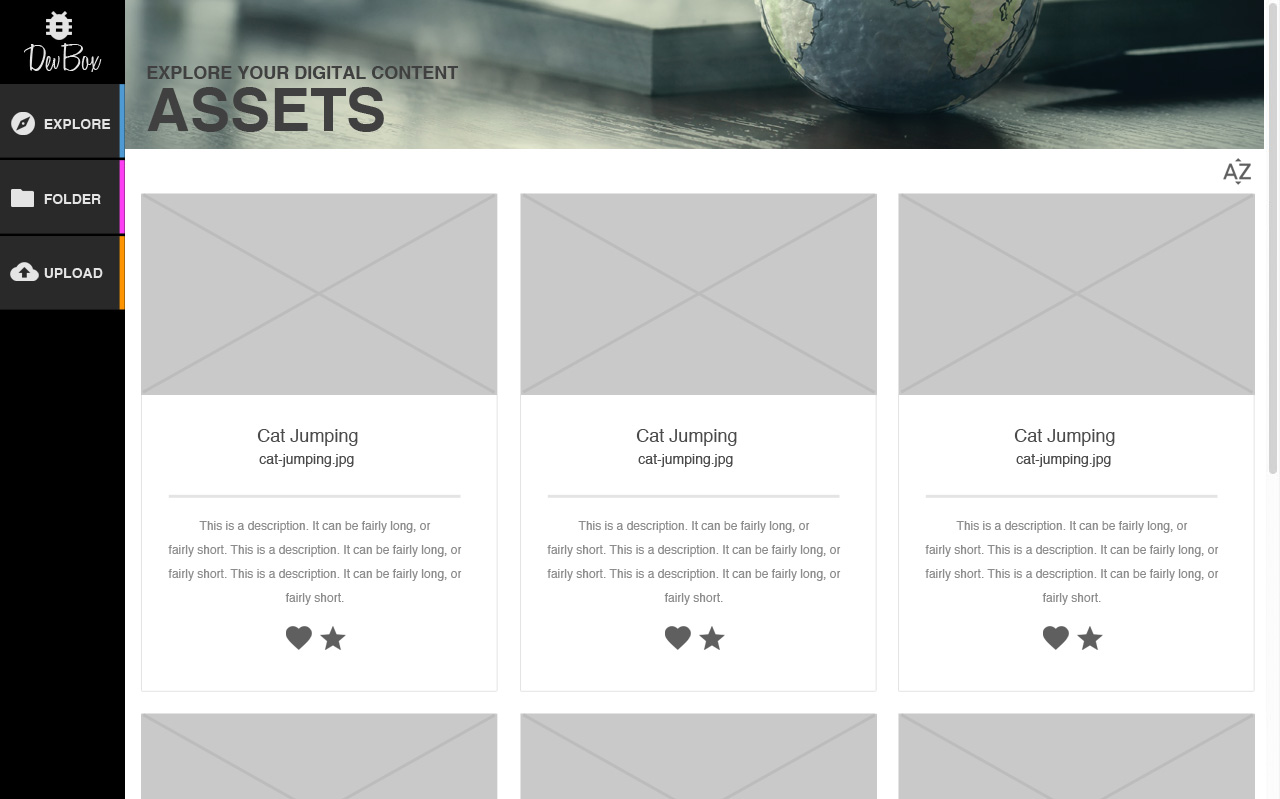 DevBox
EXPLORE
FOLDER
UPLOAD
EXPLORE YOUR DIGITAL CONTENT
ASSETS
AZ
Cat Jumping
cat-jumping.jpg
This is a description. It can be fairly long, or
fairly short. This is a description. It can be fairly long, or
fairly short. This is a description. It can be fairly long, or
fairly short.
Cat Jumping
cat-jumping.jpg
This is a description. It can be fairly long, or
fairly short. This is a description. It can be fairly long, or
fairly short. This is a description. It can be fairly long, or
fairly short.
Cat Jumping
cat-jumping.jpg
This is a description. It can be fairly long, or
fairly short. This is a description. It can be fairly long, or
fairly short. This is a description. It can be fairly long, or
fairly short.